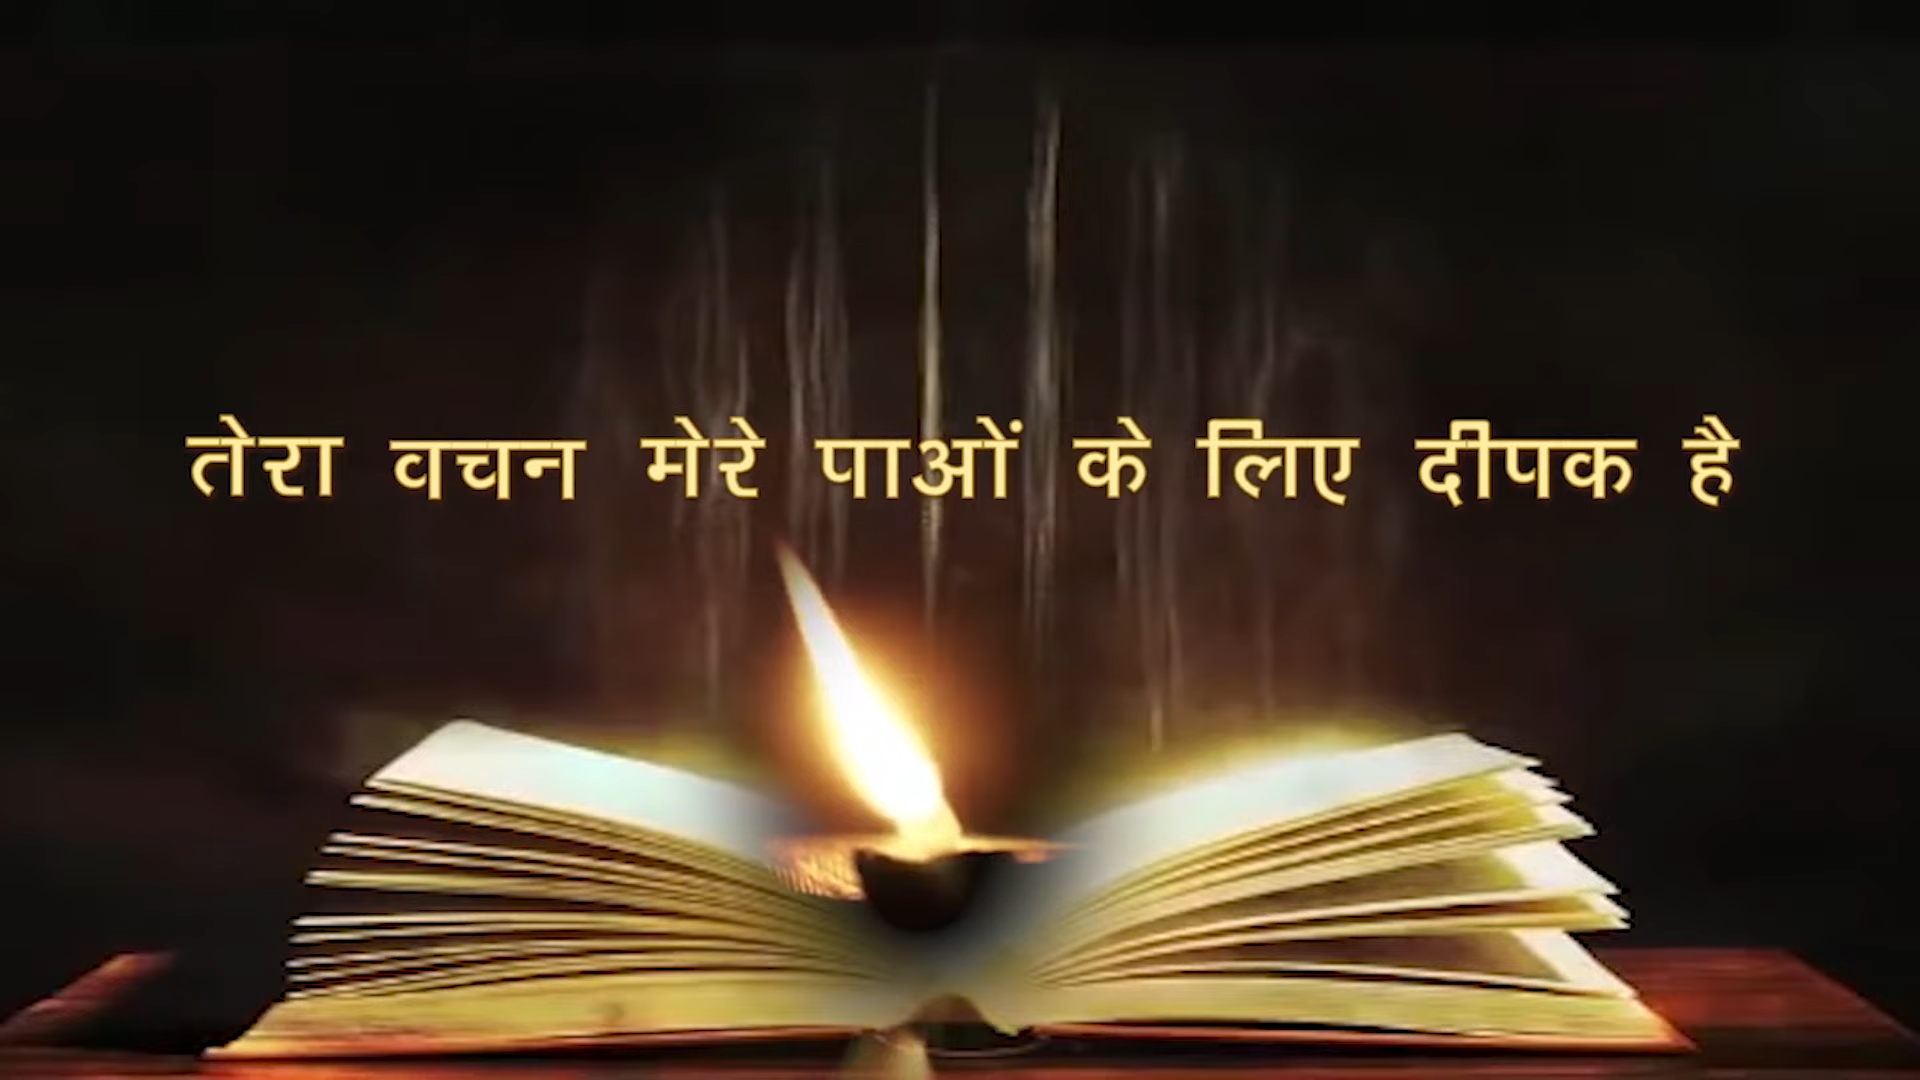 तेरा वचन मेरे पाओं के लिए दीपक है